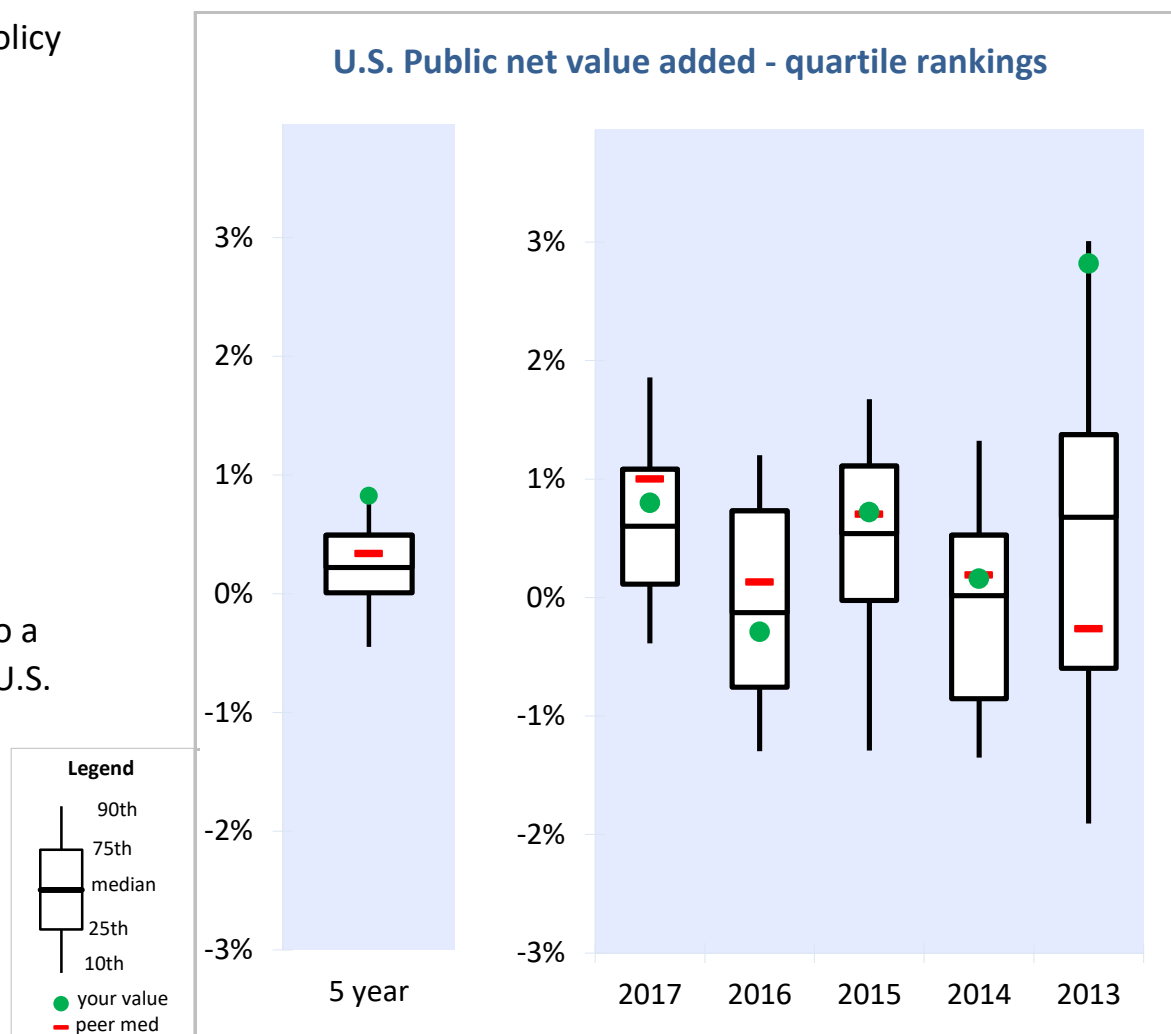 U.S. Public net value added - quartile rankings
3%
2%
1%
0%
-1%
-2%
-3%
5 year
3%
2%
1%
0%
-1%
-2%
-3%
2017 2016 2015 2014 2013
o a
U.S.
Legend
90th
75th
median
25th
10th
your value
peer med